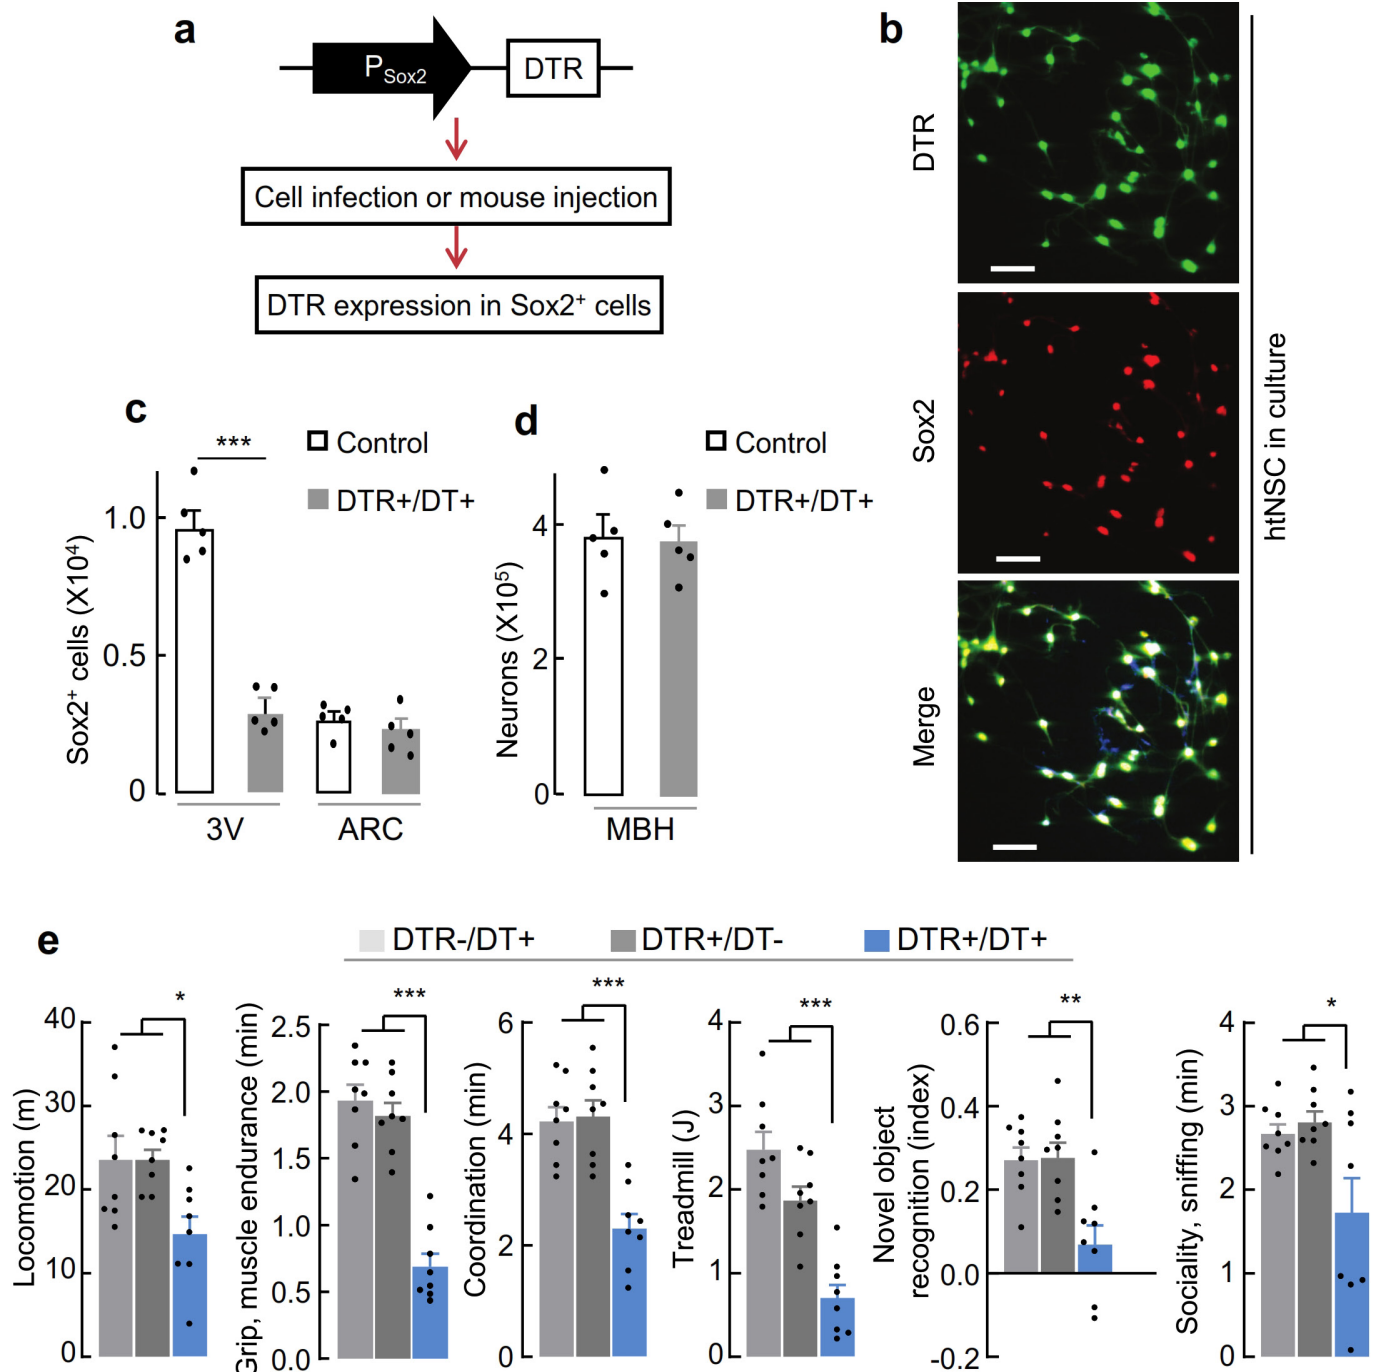 a
P_Sox2
DTR
Cell infection or mouse injection
DTR expression in Sox2⁺ cells
b
DTR
Sox2
Merge
htNSC in culture
c
***
Control
DTR+/DT+
Sox2⁺ cells (X10⁴)
1.0
0.5
0
3V
ARC
d
Control
DTR+/DT+
Neurons (X10⁵)
4
2
0
MBH
e
DTR-/DT+
DTR+/DT-
DTR+/DT+
Locomotion (m)
40
30
20
10
0
*
Grip, muscle endurance (min)
2.5
2.0
1.5
1.0
0.5
0.0
***
Coordination (min)
6
4
2
0
***
Treadmill (J)
4
3
2
1
0
***
Novel object
recognition (index)
0.6
0.4
0.2
0.0
-0.2
**
Sociality, sniffing (min)
4
3
2
1
0
*